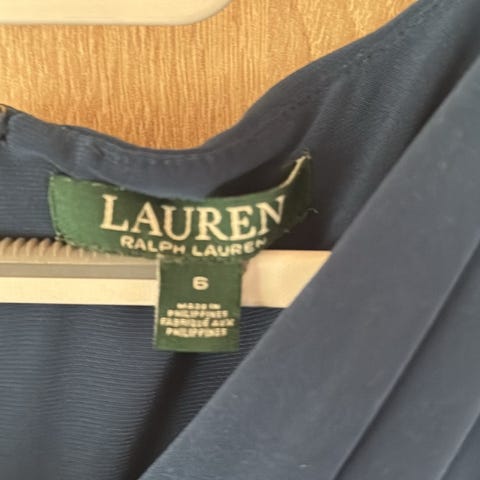 LAUREN
RALPH LAUREN
6
MADE IN
PHILIPPINES
FABRIQUÉ AUX
PHILIPPINES